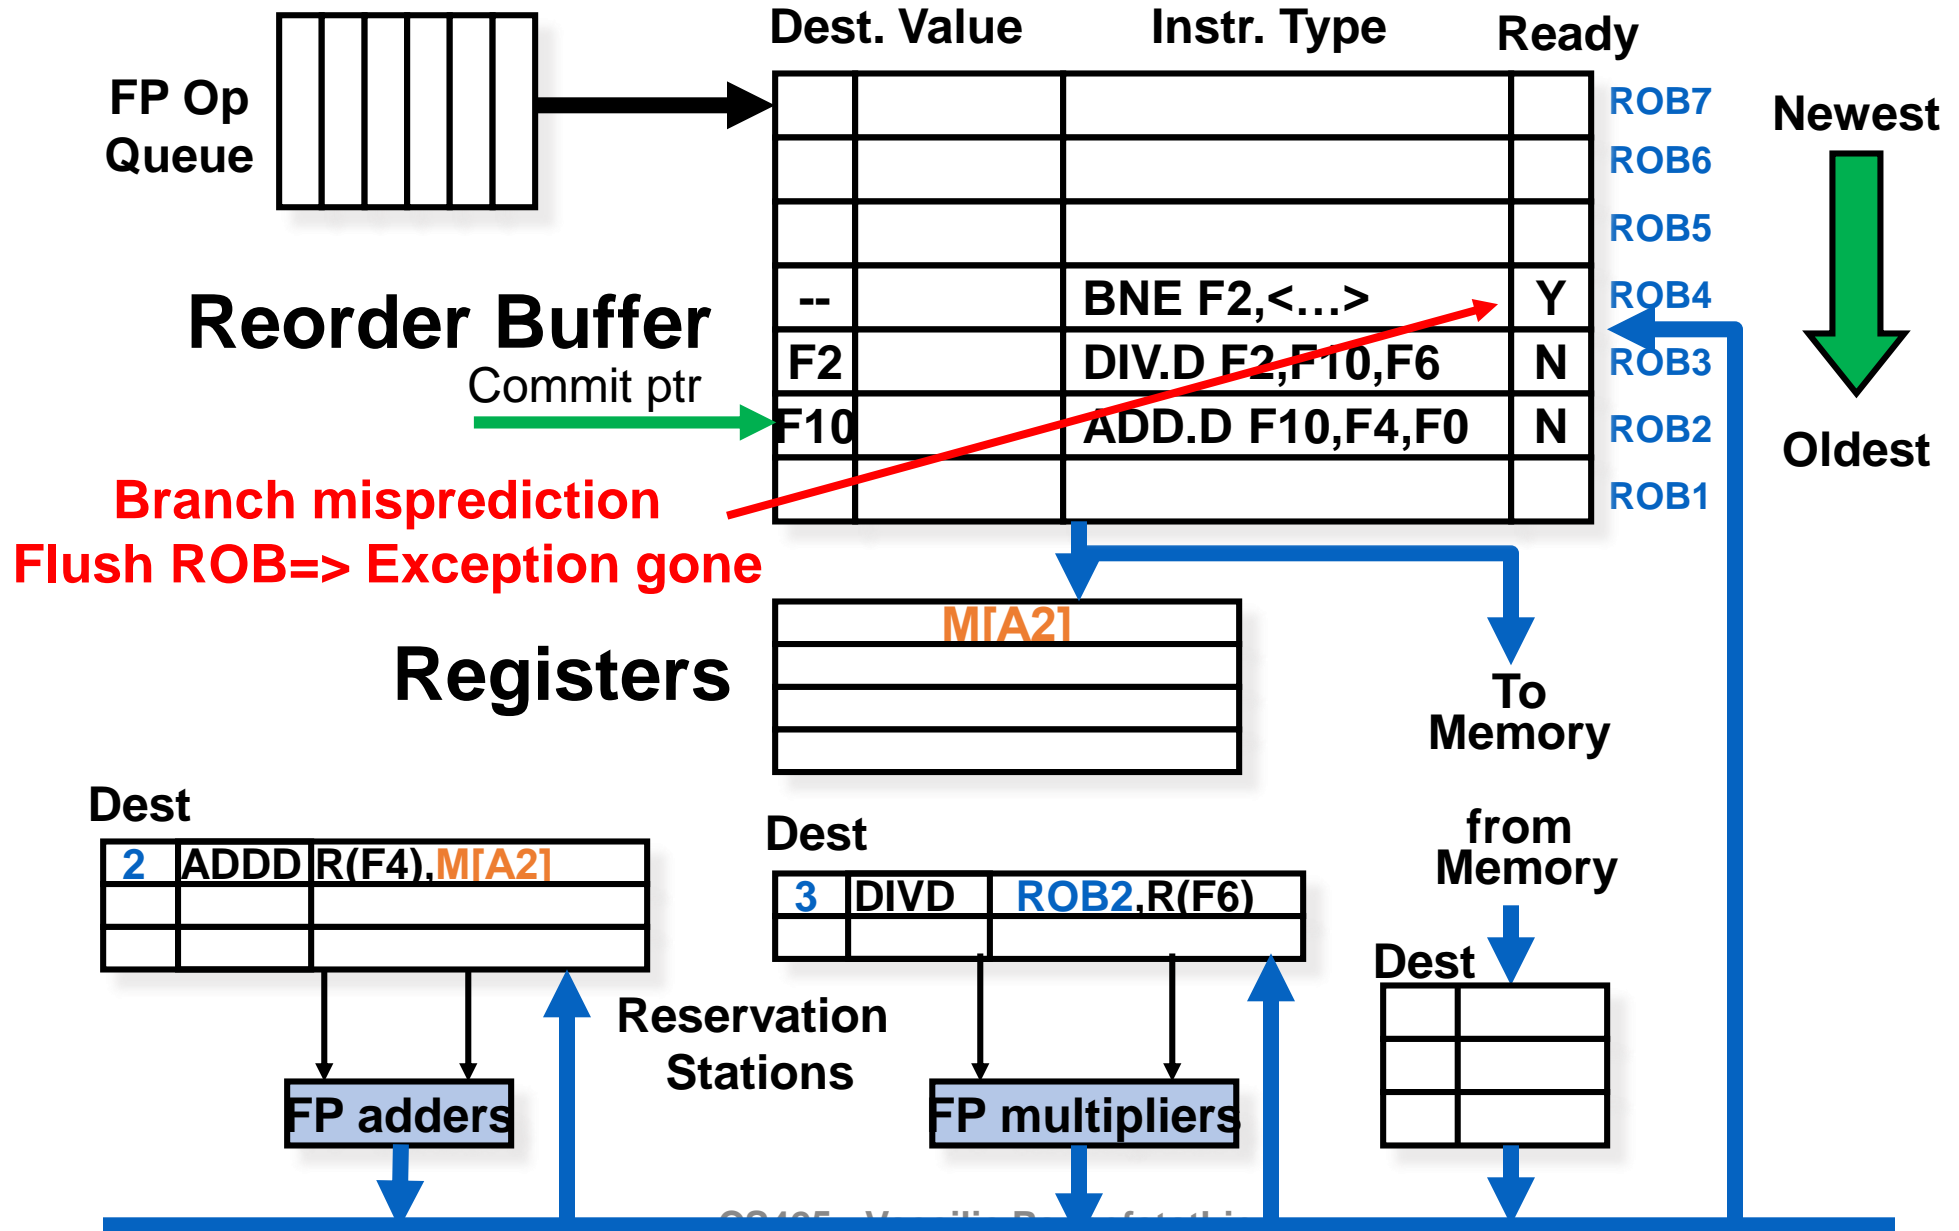 Dest. Value Instr. Type Ready
FP Op
Queue
ROB7
Newest
ROB6
ROB5
Reorder Buffer
-- BNE F2,<…> Y ROB4
F2 DIV.D F2,F10,F6 N ROB3
Commit ptr
F10 ADD.D F10,F4,F0 N ROB2
Oldest
ROB1
Branch misprediction
Flush ROB=> Exception gone
M[A2]
Registers
To
Memory
Dest
2 ADDD R(F4),M[A2]
Dest
3 DIVD ROB2,R(F6)
from
Memory
Dest
Reservation
Stations
FP adders
FP multipliers